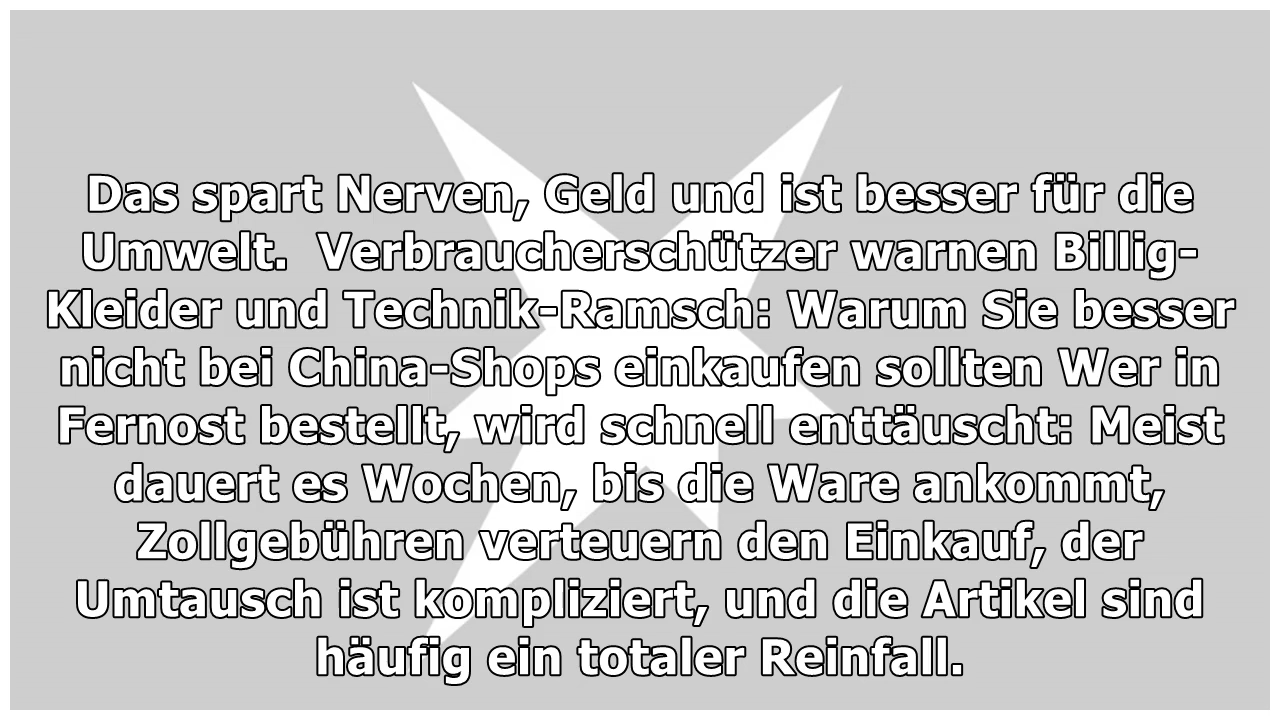 Das spart Nerven, Geld und ist besser für die
Umwelt.  Verbraucherschützer warnen Billig-
Kleider und Technik-Ramsch: Warum Sie besser
nicht bei China-Shops einkaufen sollten Wer in
Fernost bestellt, wird schnell enttäuscht: Meist
dauert es Wochen, bis die Ware ankommt,
Zollgebühren verteuern den Einkauf, der
Umtausch ist kompliziert, und die Artikel sind
häufig ein totaler Reinfall.